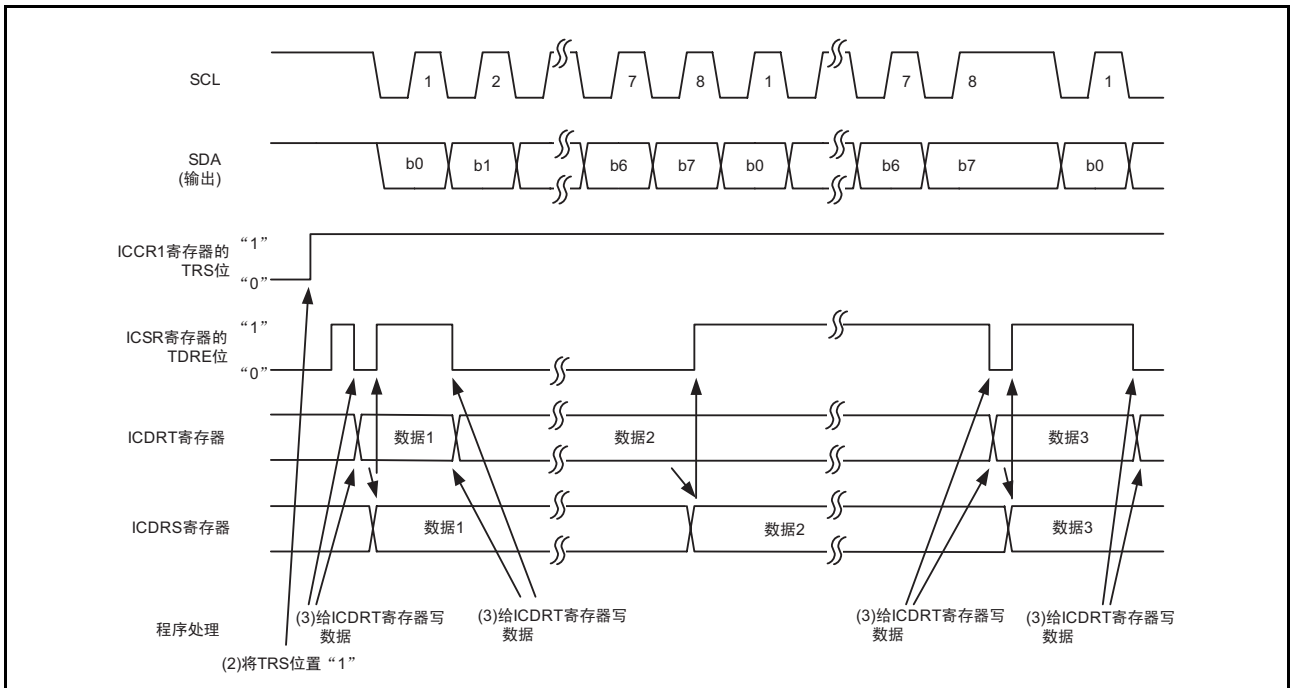 SCL
1 2 7 8 1 7 8 1
SDA
(输出)
b0 b1 b6 b7 b0 b6 b7 b0
ICCR1寄存器的
TRS位
“1”
“0”
ICSR寄存器的
TDRE位
“1”
“0”
ICDRT寄存器
数据1 数据2 数据3
ICDRS寄存器
数据1 数据2 数据3
程序处理
(3)给ICDRT寄存器写
数据
(3)给ICDRT寄存器写
数据
(3)给ICDRT寄存器写
数据
(3)给ICDRT寄存器写
数据
(2)将TRS位置“1”